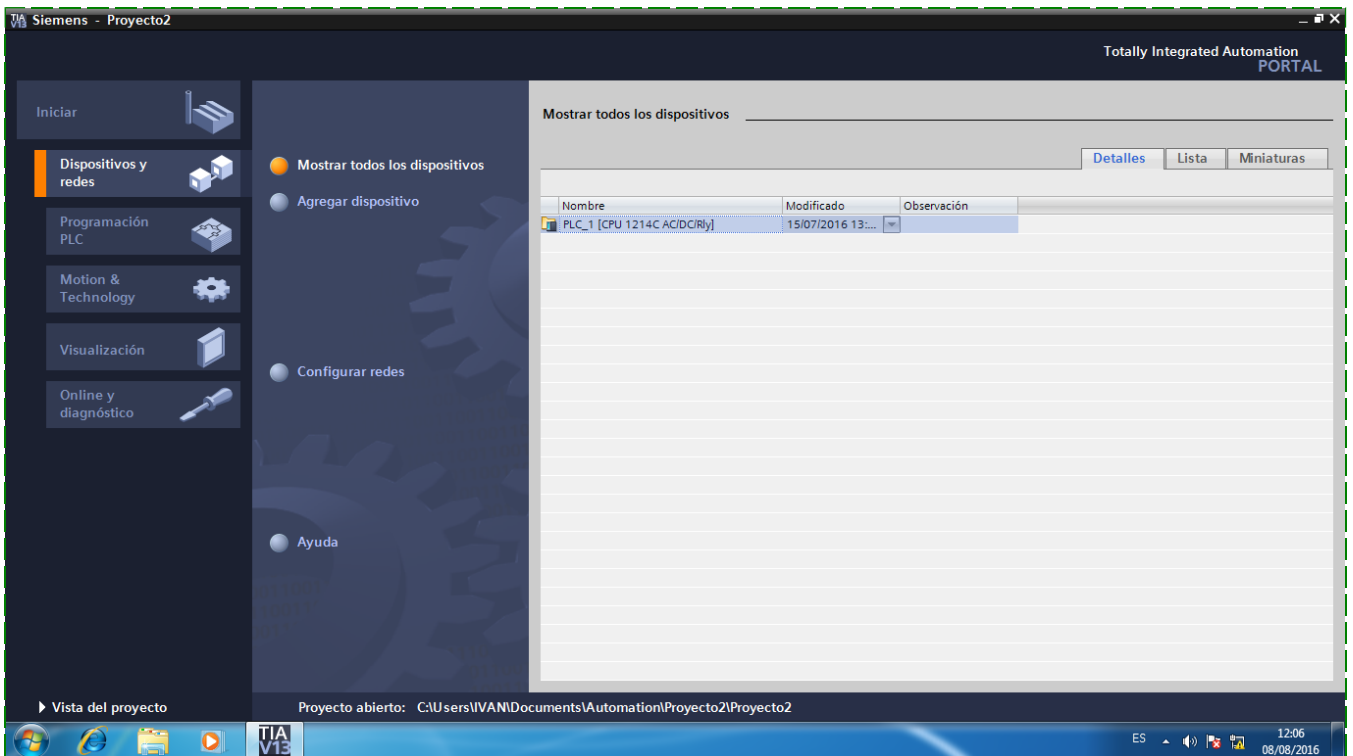 Siemens - Proyecto2
Totally Integrated Automation
PORTAL
Iniciar
Dispositivos y
redes
Programación
PLC
Motion &
Technology
Visualización
Online y
diagnóstico
Mostrar todos los dispositivos
Agregar dispositivo
Configurar redes
Ayuda
Mostrar todos los dispositivos
Detalles Lista Miniaturas
Nombre Modificado Observación
PLC_1 [CPU 1214C AC/DC/Rly] 15/07/2016 13:...
Vista del proyecto
Proyecto abierto: C:\Users\IVAN\Documents\Automation\Proyecto2\Proyecto2
TIA
V13
ES
12:06
08/08/2016